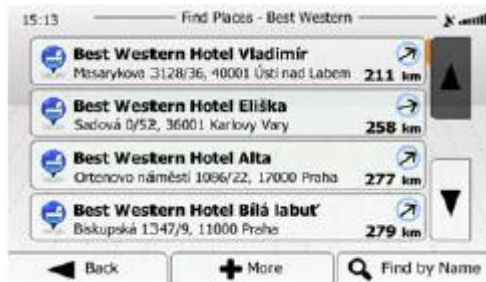 15:13 Find Places - Best Western
Best Western Hotel Vladimír
Masarykova 3128/36, 40001 Ústí nad Labem 211 km
Best Western Hotel Eliška
Sadová 0/52, 36001 Karlovy Vary 258 km
Best Western Hotel Alta
Ortenovo náměstí 1086/22, 17000 Praha 277 km
Best Western Hotel Bílá labuť
Biskupská 1347/9, 11000 Praha 279 km
Back More Find by Name